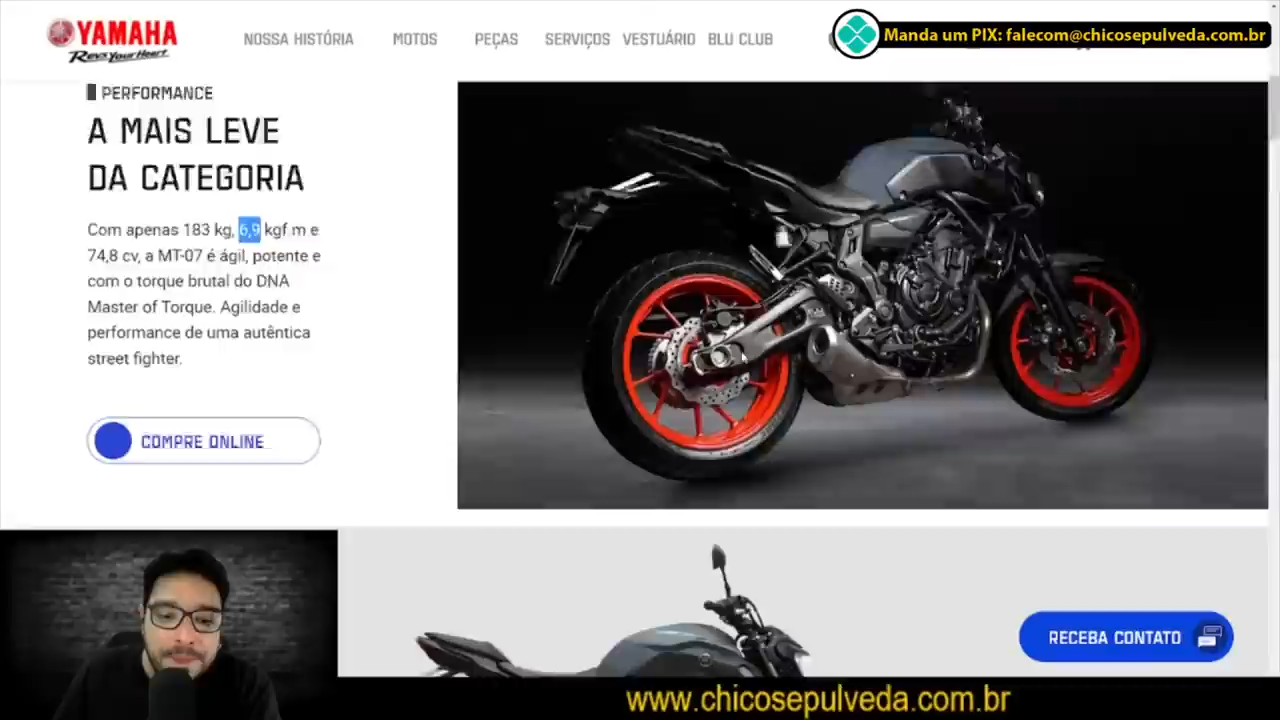 YAMAHA
Revs Your Heart
NOSSA HISTÓRIA
MOTOS
PEÇAS
SERVIÇOS
VESTUÁRIO
BLU CLUB
Manda um PIX: falecom@chicosepulveda.com.br
PERFORMANCE
A MAIS LEVE
DA CATEGORIA
Com apenas 183 kg, 6,9 kgf m e
74,8 cv, a MT-07 é ágil, potente e
com o torque brutal do DNA
Master of Torque. Agilidade e
performance de uma autêntica
street fighter.
COMPRE ONLINE
RECEBA CONTATO
www.chicosepulveda.com.br